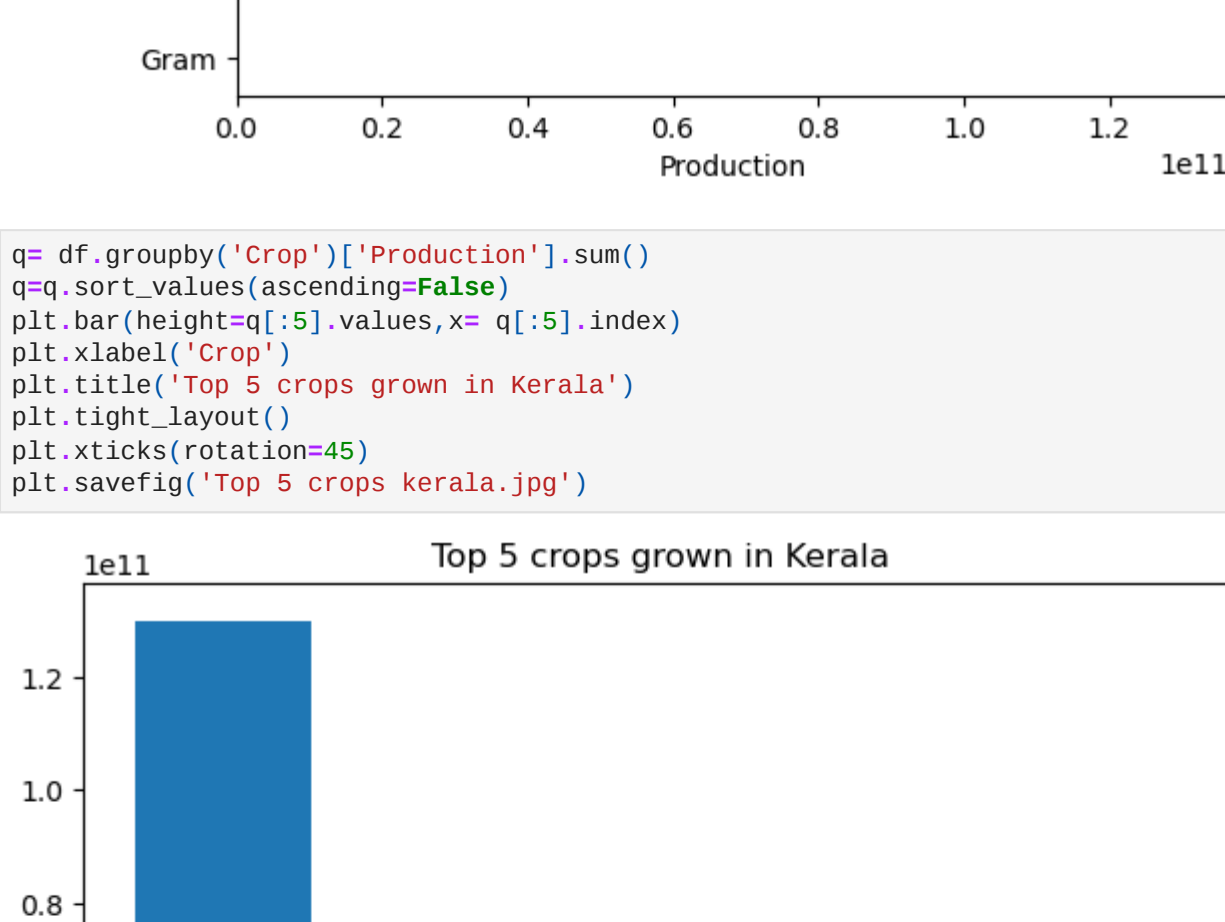 Gram
0.0 0.2 0.4 0.6 0.8 1.0 1.2
Production 1e11
q= df.groupby('Crop')['Production'].sum()
q=q.sort_values(ascending=False)
plt.bar(height=q[:5].values,x= q[:5].index)
plt.xlabel('Crop')
plt.title('Top 5 crops grown in Kerala')
plt.tight_layout()
plt.xticks(rotation=45)
plt.savefig('Top 5 crops kerala.jpg')
1e11 Top 5 crops grown in Kerala
1.2
1.0
0.8